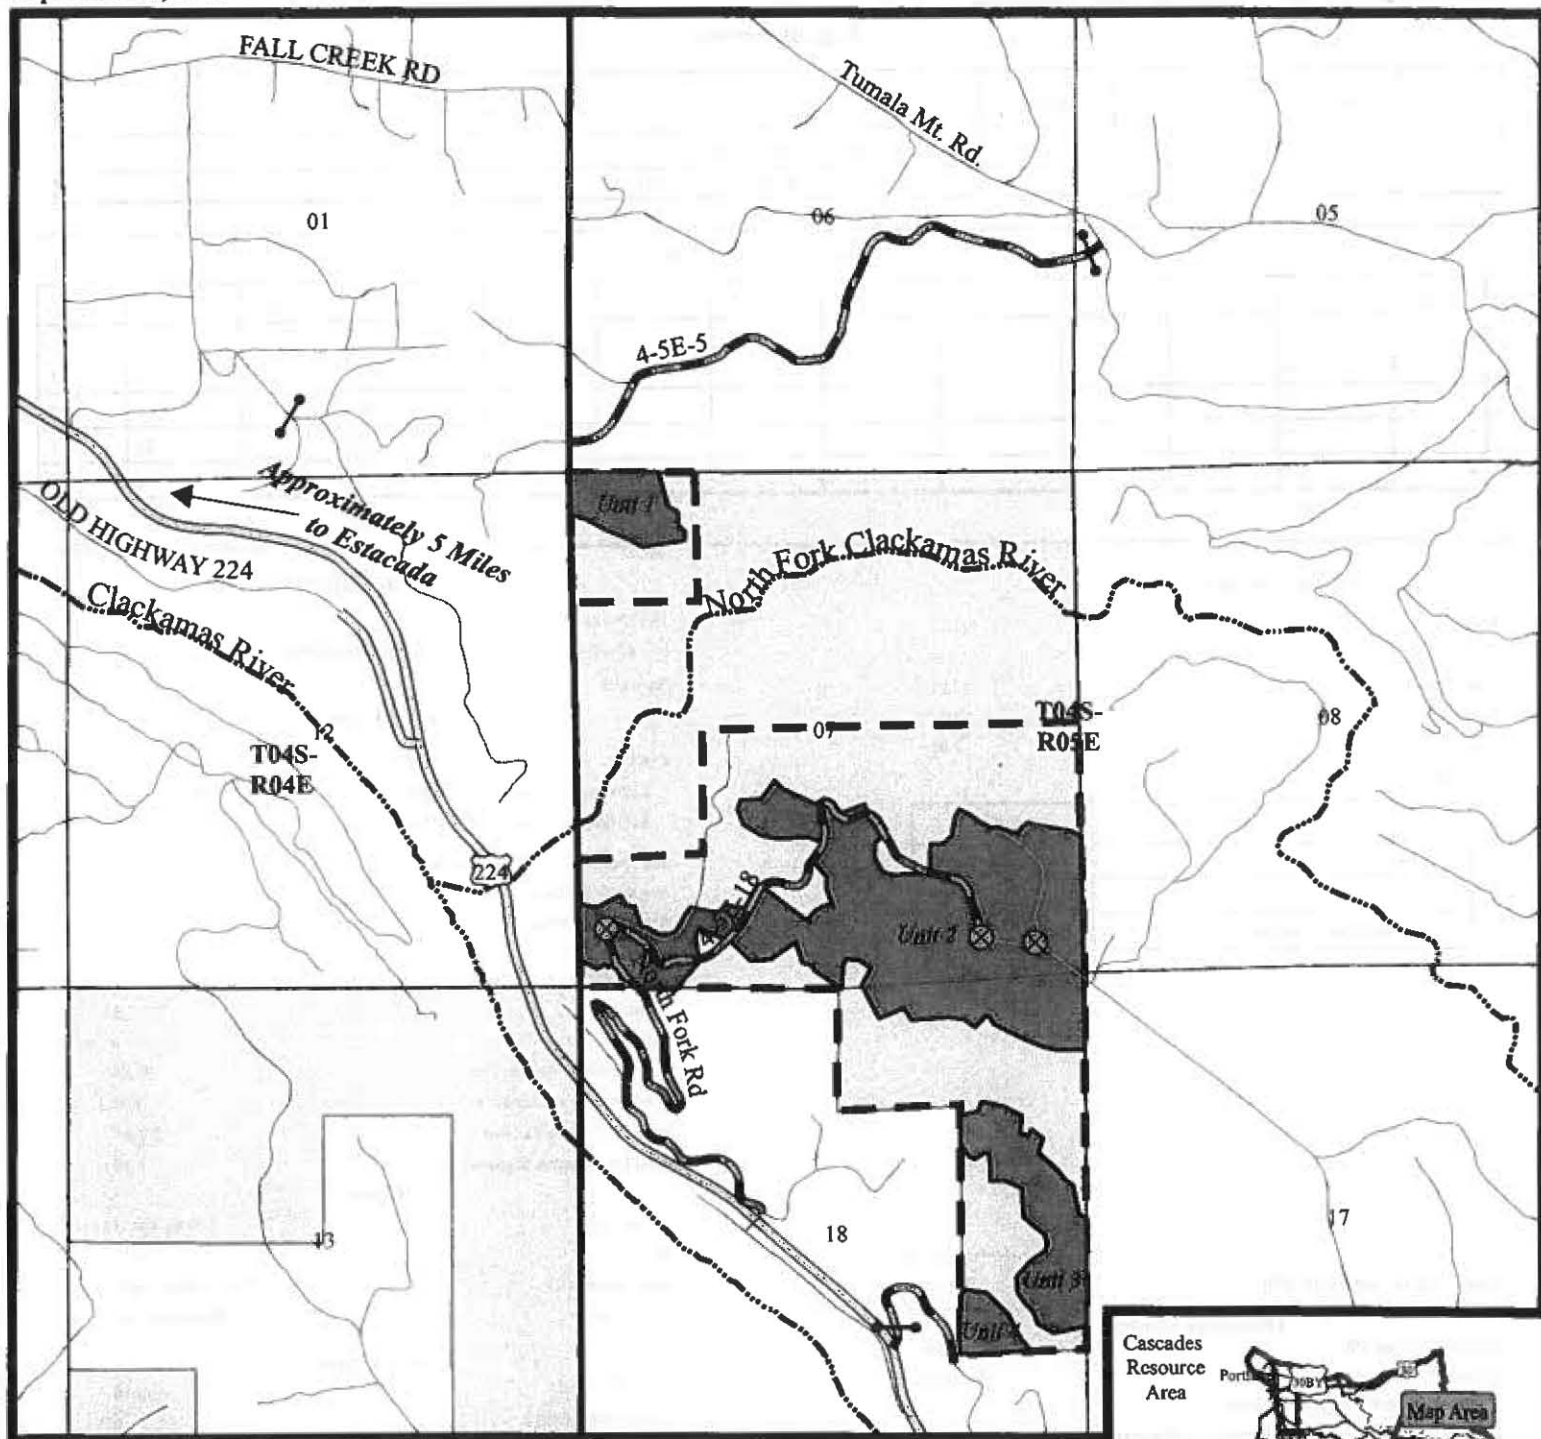 FALL CREEK RD
Tumala Mt. Rd.
01
06
05
4-5E-5
Approximately 5 Miles
to Estacada
Unit 1
OLD HIGHWAY 224
North Fork Clackamas River
Clackamas River
12
T04S-
R04E
07
T04S-
R05E
08
224
Unit 2
Fork Rd
13
18
17
Unit 3
Unit 4
Cascades
Resource
Area
30BY
Map Area